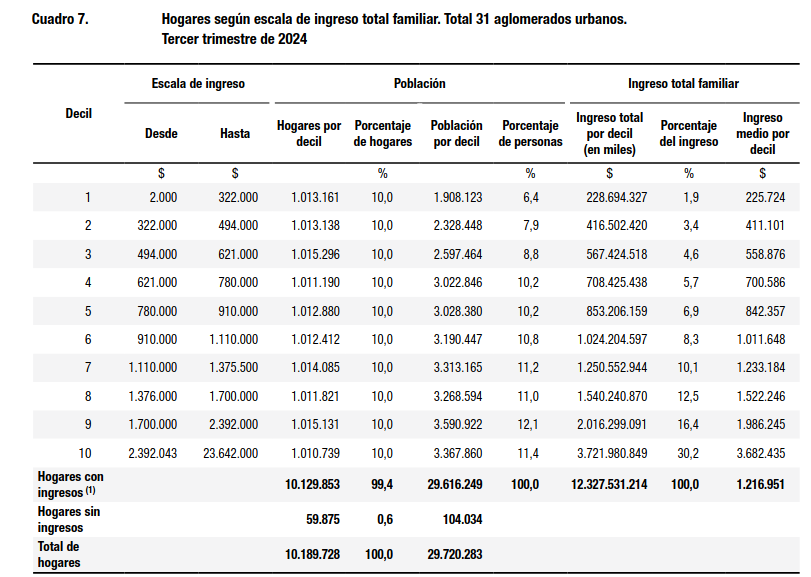 Cuadro 7. Hogares según escala de ingreso total familiar. Total 31 aglomerados urbanos.
Tercer trimestre de 2024
Decil Escala de ingreso Población Ingreso total familiar
Desde Hasta Hogares por decil Porcentaje de hogares Población por decil Porcentaje de personas Ingreso total por decil (en miles) Porcentaje del ingreso Ingreso medio por decil
$ $ % % $ % $
1 2.000 322.000 1.013.161 10,0 1.908.123 6,4 228.694.327 1,9 225.724
2 322.000 494.000 1.013.138 10,0 2.328.448 7,9 416.502.420 3,4 411.101
3 494.000 621.000 1.015.296 10,0 2.597.464 8,8 567.424.518 4,6 558.876
4 621.000 780.000 1.011.190 10,0 3.022.846 10,2 708.425.438 5,7 700.586
5 780.000 910.000 1.012.880 10,0 3.028.380 10,2 853.206.159 6,9 842.357
6 910.000 1.110.000 1.012.412 10,0 3.190.447 10,8 1.024.204.597 8,3 1.011.648
7 1.110.000 1.375.500 1.014.085 10,0 3.313.165 11,2 1.250.552.944 10,1 1.233.184
8 1.376.000 1.700.000 1.011.821 10,0 3.268.594 11,0 1.540.240.870 12,5 1.522.246
9 1.700.000 2.392.000 1.015.131 10,0 3.590.922 12,1 2.016.299.091 16,4 1.986.245
10 2.392.043 23.642.000 1.010.739 10,0 3.367.860 11,4 3.721.980.849 30,2 3.682.435
Hogares con ingresos (1) 10.129.853 99,4 29.616.249 100,0 12.327.531.214 100,0 1.216.951
Hogares sin ingresos 59.875 0,6 104.034
Total de hogares 10.189.728 100,0 29.720.283